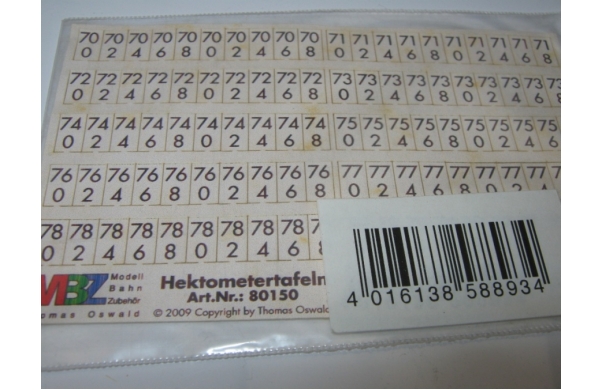 70 70 70 70 70 70 70 70 70 70 71 71 71 71 71 71 71 71 71
0 2 4 6 8 0 2 4 6 8 0 2 4 6 8 0 2 4 6 8
72 72 72 72 72 72 72 72 72 72 73 73 73 73 73 73 73 73 73
0 2 4 6 8 0 2 4 6 8 0 2 4 6 8 0 2 4 6 8
74 74 74 74 74 74 74 74 74 74 75 75 75 75 75 75 75 75 75
0 2 4 6 8 0 2 4 6 8 0 2 4 6 8 0 2 4 6
76 76 76 76 76 76 76 76 76 76 77 77 77 77 77 77 77 77
0 2 4 6 8 0 2 4 6 8 0 2 4 6 8 0 2 4
78 78 78 78 78 78 78 78 78
0 2 4 6 8 0 2 4 6
MBZ Modell
Bahn
Zubehör
Thomas Oswald
Hektometertafeln
Art.Nr.: 80150
© 2009 Copyright by Thomas Oswald
4 016138 588934